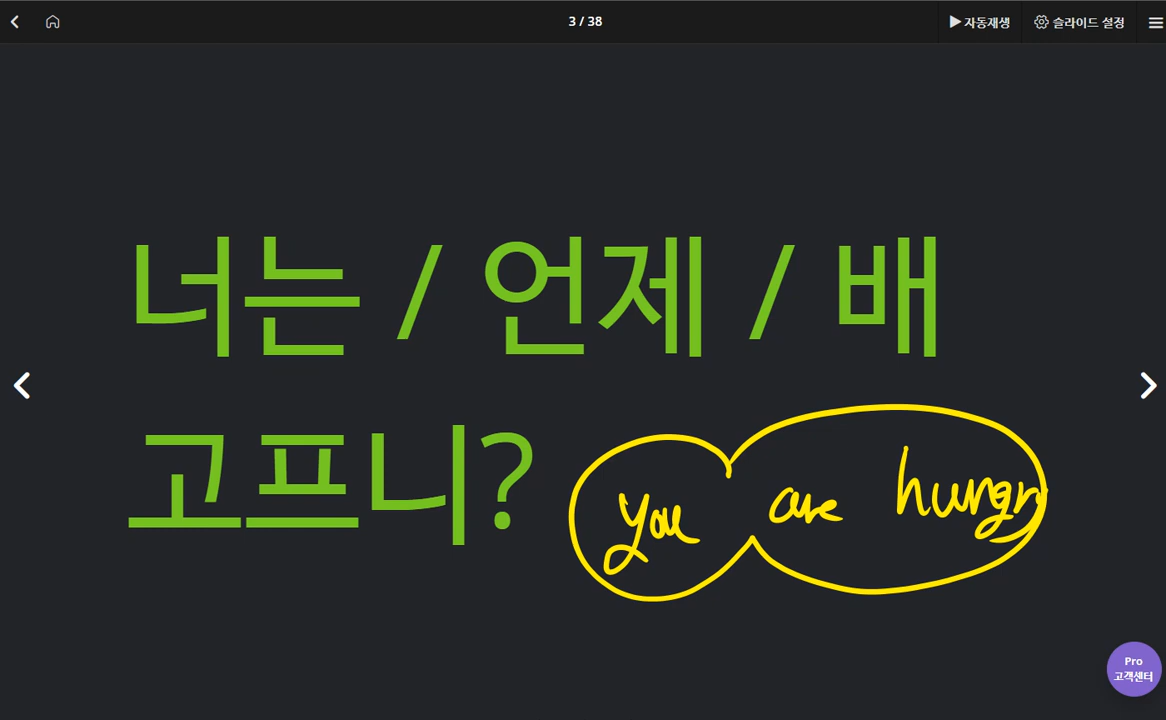 3 / 38
▶ 자동재생
슬라이드 설정
너는 / 언제 / 배
고프니?
you are hungry
Pro
고객센터